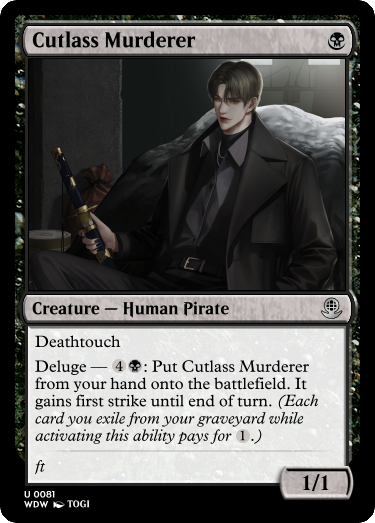 Cutlass Murderer
Creature — Human Pirate
Deathtouch
Deluge — 4: Put Cutlass Murderer
from your hand onto the battlefield. It
gains first strike until end of turn. (Each
card you exile from your graveyard while
activating this ability pays for 1.)
ft
1/1
U 0081
WDW TOGI